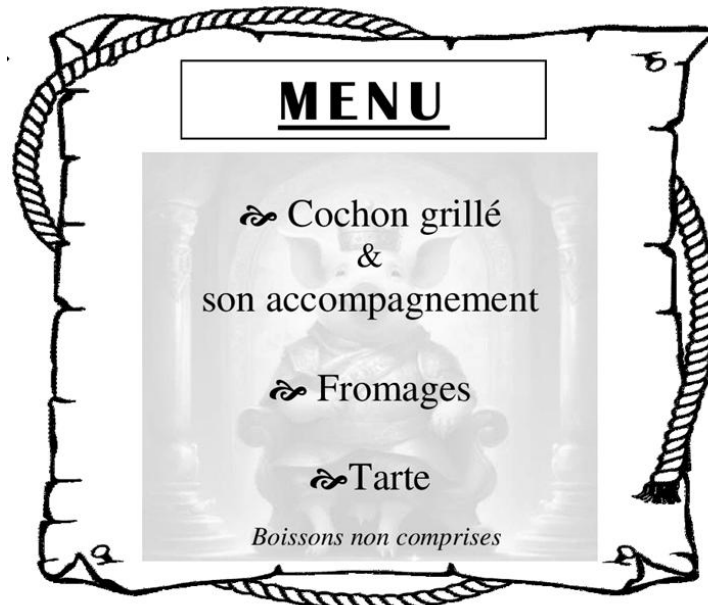 MENU
Cochon grillé
&
son accompagnement
Fromages
Tarte
Boissons non comprises